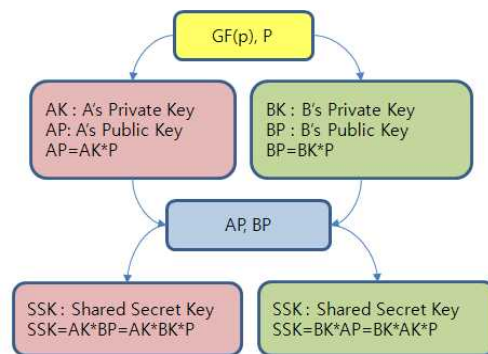 GF(p), P
AK : A's Private Key
AP: A's Public Key
AP=AK*P
BK : B's Private Key
BP : B's Public Key
BP=BK*P
AP, BP
SSK : Shared Secret Key
SSK=AK*BP=AK*BK*P
SSK : Shared Secret Key
SSK=BK*AP=BK*AK*P